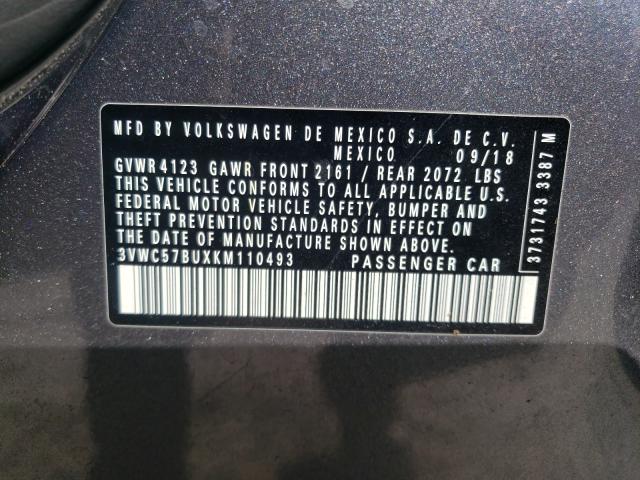 MFD BY VOLKSWAGEN DE MEXICO S.A. DE C.V.
MEXICO 09/18
GVWR 4123 GAWR FRONT 2161 / REAR 2072 LBS
THIS VEHICLE CONFORMS TO ALL APPLICABLE U.S.
FEDERAL MOTOR VEHICLE SAFETY, BUMPER AND
THEFT PREVENTION STANDARDS IN EFFECT ON
THE DATE OF MANUFACTURE SHOWN ABOVE.
3VWC57BUXKM110493 PASSENGER CAR
3731743 3387 M